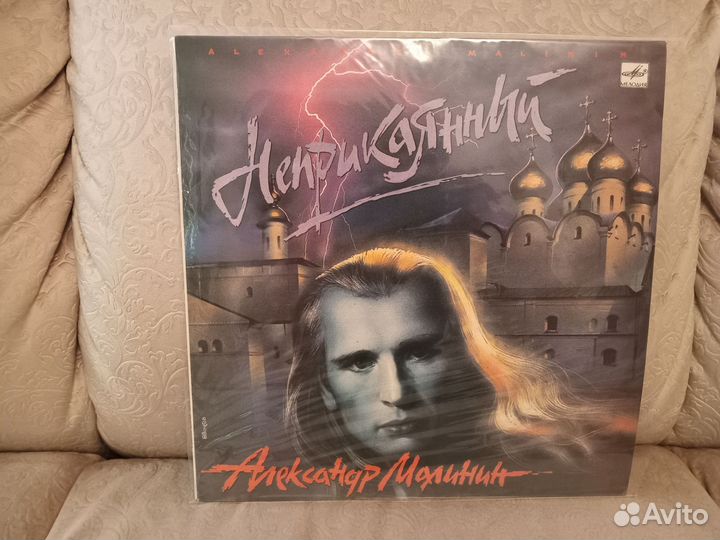 ALEXANDER MALININ
МЕЛОДИЯ
Неприкаянный
Александр Малинин
Avito